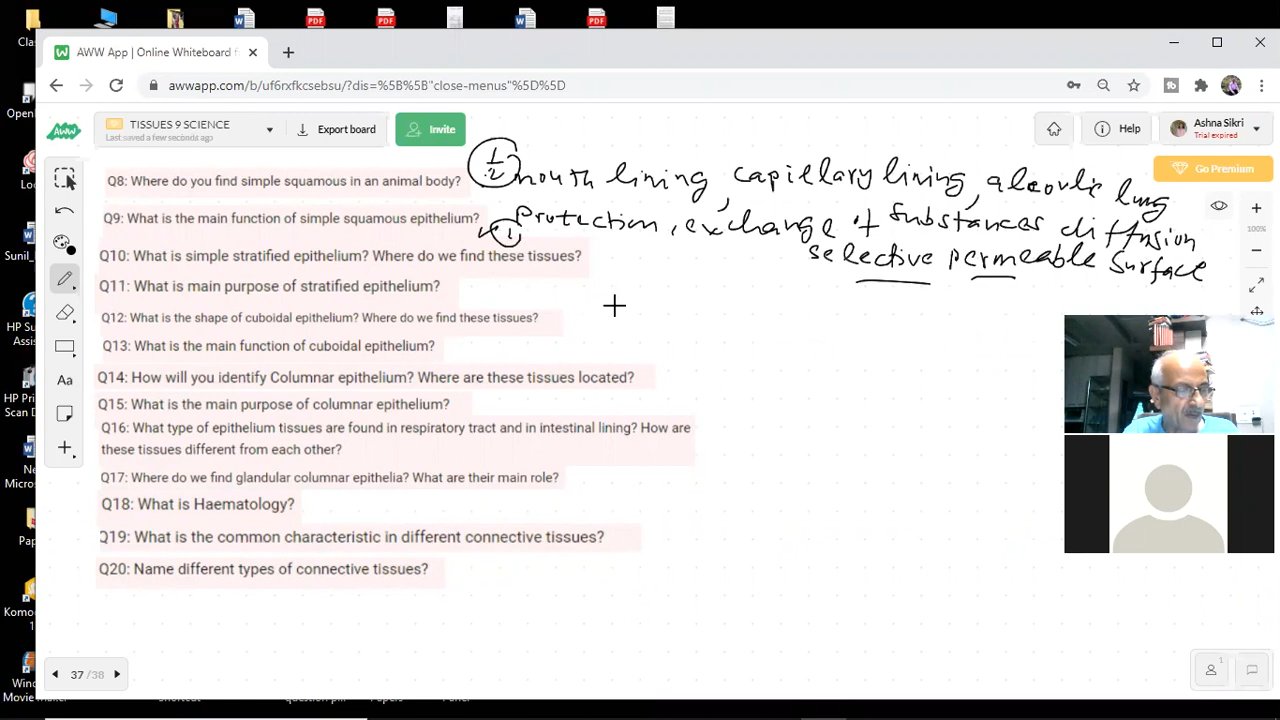 AWW App | Online Whiteboard f
awwapp.com/b/uf6rxfkcsebsu/?dis=%5B%5B"close-menus"%5D%5D
TISSUES 9 SCIENCE
Last saved a few seconds ago
Export board
Invite
Help
Ashna Sikri
Trial expired
Go Premium
100%
Q8: Where do you find simple squamous in an animal body?
1/2 mouth lining, capillary lining, lung
Q9: What is the main function of simple squamous epithelium?
Protection, exchange of substances diffusion
selective permeable surface
Q10: What is simple stratified epithelium? Where do we find these tissues?
Q11: What is main purpose of stratified epithelium?
Q12: What is the shape of cuboidal epithelium? Where do we find these tissues?
Q13: What is the main function of cuboidal epithelium?
Q14: How will you identify Columnar epithelium? Where are these tissues located?
Q15: What is the main purpose of columnar epithelium?
Q16: What type of epithelium tissues are found in respiratory tract and in intestinal lining? How are
these tissues different from each other?
Q17: Where do we find glandular columnar epithelia? What are their main role?
Q18: What is Haematology?
Q19: What is the common characteristic in different connective tissues?
Q20: Name different types of connective tissues?
Aa
37 /38